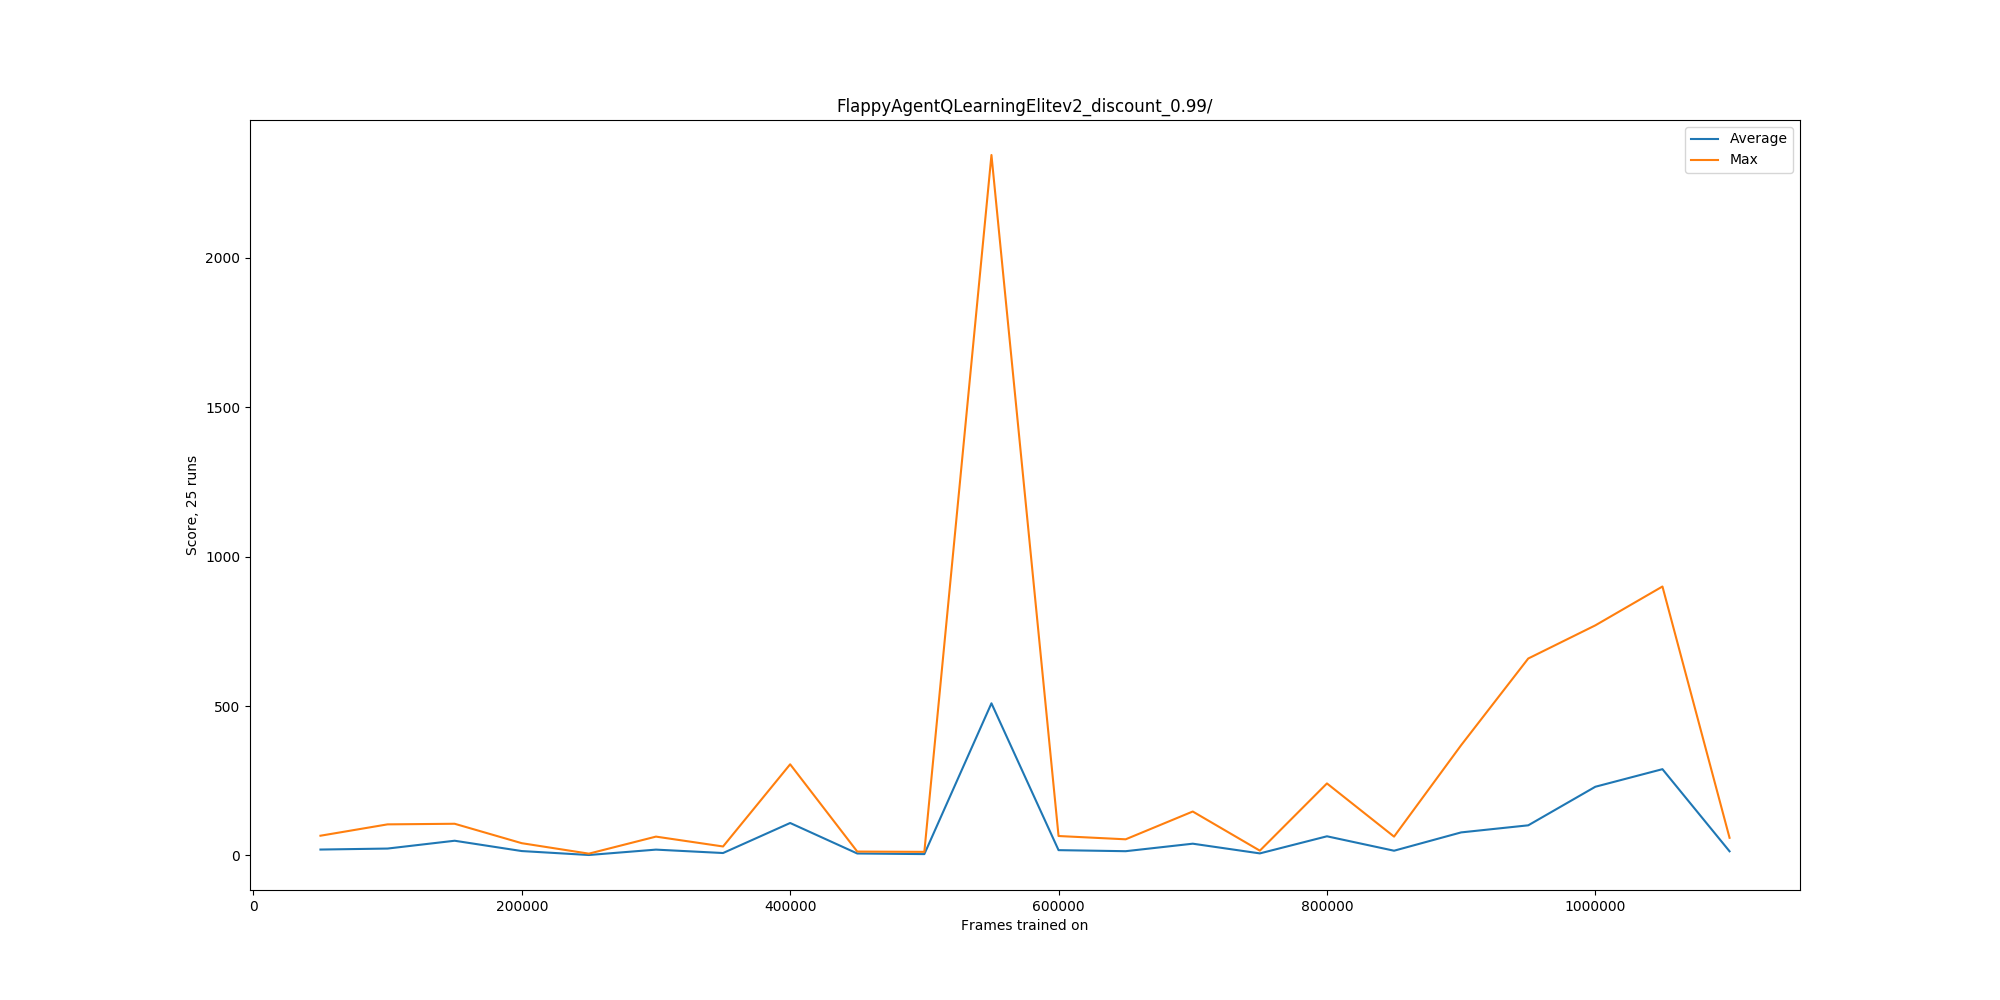 FlappyAgentQLearningElitev2_discount_0.99/
Average
Max
2000
1500
1000
500
0
Score, 25 runs
0
200000
400000
600000
800000
1000000
Frames trained on